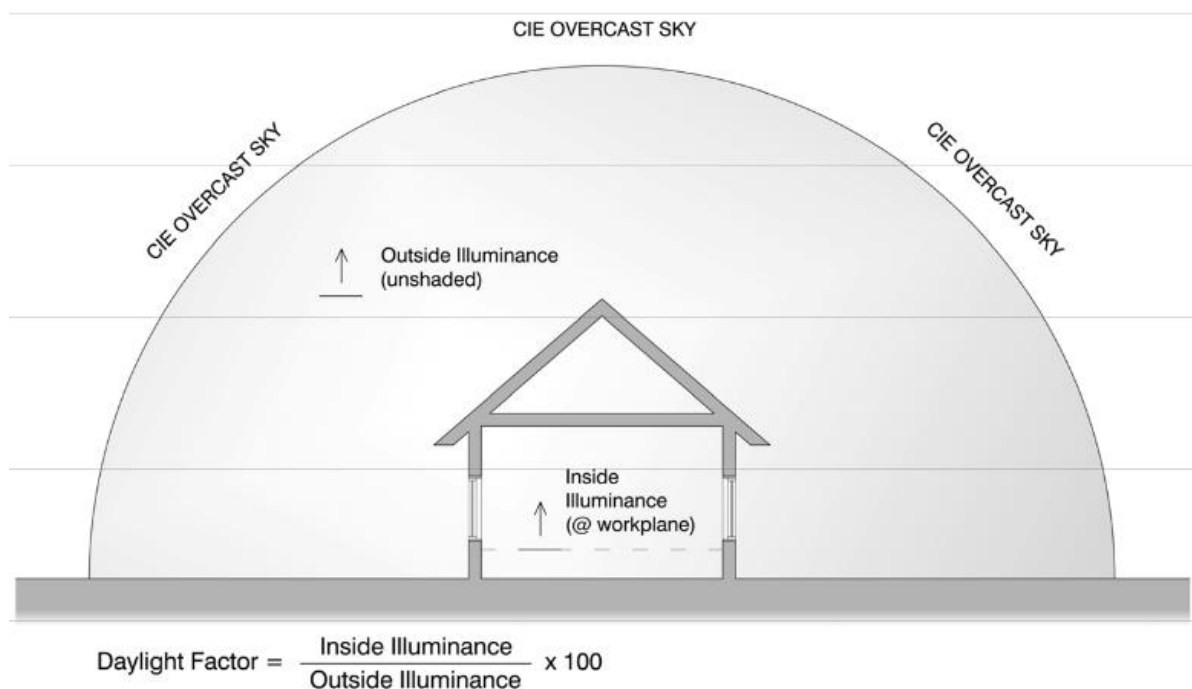 CIE OVERCAST SKY
CIE OVERCAST SKY
CIE OVERCAST SKY
Outside Illuminance
(unshaded)
Inside
Illuminance
(@ workplane)
Daylight Factor = Inside Illuminance x 100
Outside Illuminance